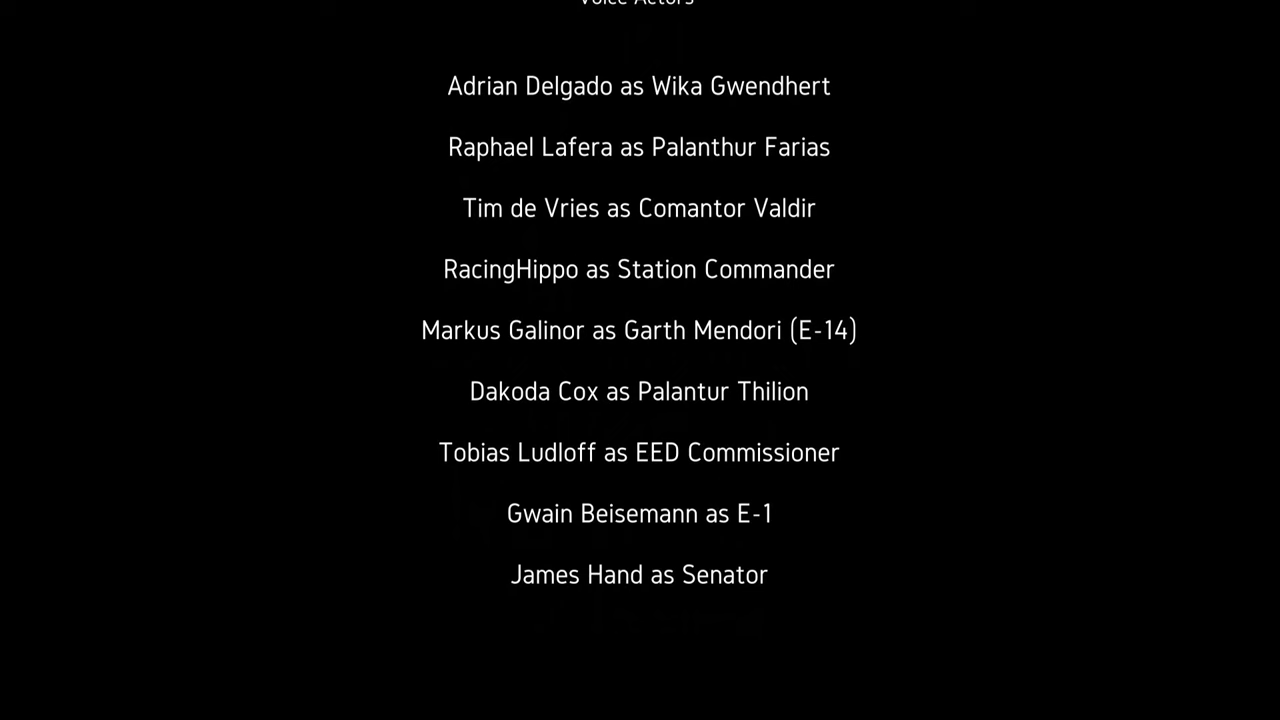 Voice Actors
Adrian Delgado as Wika Gwendhert
Raphael Lafera as Palanthur Farias
Tim de Vries as Comantor Valdir
RacingHippo as Station Commander
Markus Galinor as Garth Mendori (E-14)
Dakoda Cox as Palantur Thilion
Tobias Ludloff as EED Commissioner
Gwain Beisemann as E-1
James Hand as Senator